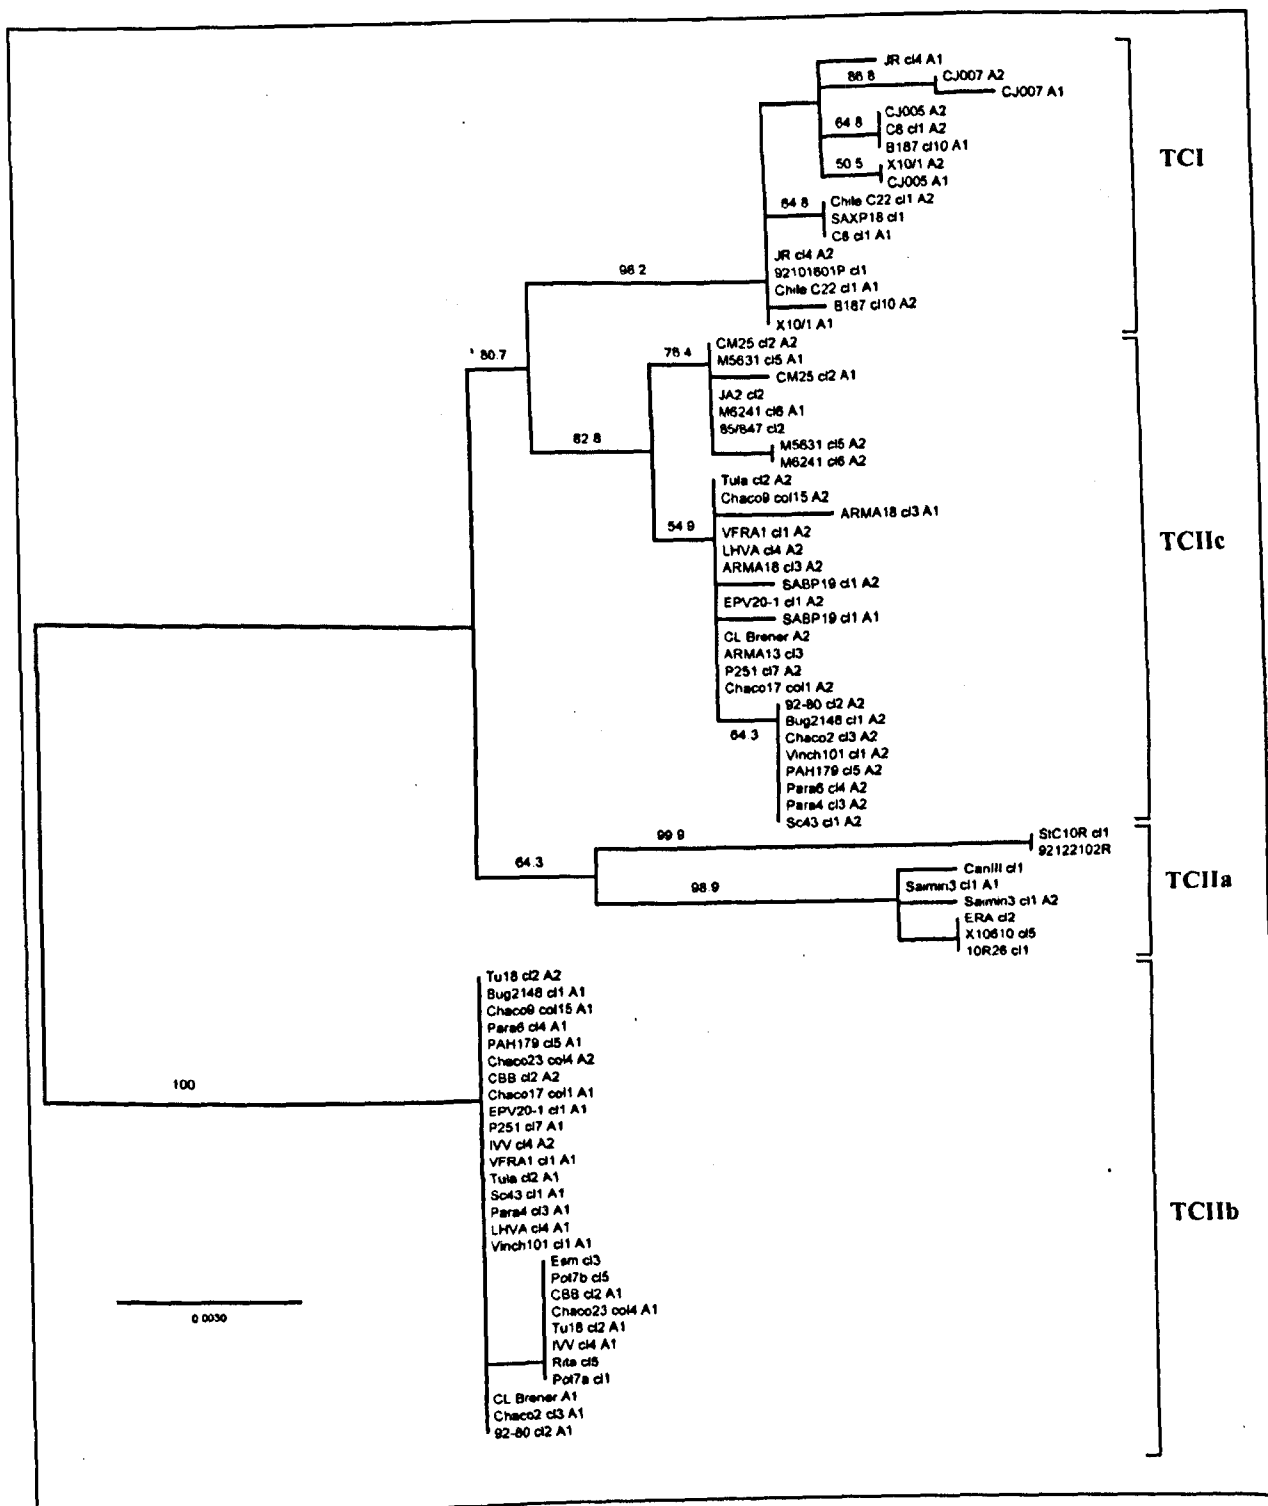 JR cl4 A1
86.8
CJ007 A2
CJ007 A1
CJ005 A2
64.8
C8 cl1 A2
B187 cl10 A1
50.5
X10/1 A2
CJ005 A1
TCI
64.8
Chile C22 cl1 A2
SAXP18 cl1
C8 cl1 A1
JR cl4 A2
98.2
92101601P cl1
Chile C22 cl1 A1
B187 cl10 A2
X10/1 A1
80.7
76.4
CM25 cl2 A2
M5631 cl5 A1
CM25 cl2 A1
JA2 cl2
M6241 cl6 A1
85/847 cl2
82.8
M5631 cl5 A2
M6241 cl6 A2
Tula cl2 A2
Chaco9 col15 A2
ARMA18 cl3 A1
54.9
VFRA1 cl1 A2
LHVA cl4 A2
ARMA18 cl3 A2
TCIIc
SABP19 cl1 A2
EPV20-1 cl1 A2
SABP19 cl1 A1
CL Brener A2
ARMA13 cl3
P251 cl7 A2
Chaco17 col1 A2
92-80 cl2 A2
Bug2148 cl1 A2
64.3
Chaco2 cl3 A2
Vinch101 cl1 A2
PAH179 cl5 A2
Para6 cl4 A2
Para4 cl3 A2
Sc43 cl1 A2
99.9
StC10R cl1
92122102R
64.3
CanIII cl1
98.9
Saimiri3 cl1 A1
Saimiri3 cl1 A2
TCIIa
ERA cl2
X10610 cl5
10R26 cl1
Tu18 cl2 A2
Bug2148 cl1 A1
Chaco9 col15 A1
Para6 cl4 A1
PAH179 cl5 A1
Chaco23 col4 A2
100
CBB cl2 A2
Chaco17 col1 A1
EPV20-1 cl1 A1
P251 cl7 A1
IVV cl4 A2
VFRA1 cl1 A1
Tula cl2 A1
Sc43 cl1 A1
Para4 cl3 A1
TCIIb
LHVA cl4 A1
Vinch101 cl1 A1
Esm cl3
Pot7b cl5
CBB cl2 A1
Chaco23 col4 A1
0.0030
Tu18 cl2 A1
IVV cl4 A1
Rita cl5
Pot7a cl1
CL Brener A1
Chaco2 cl3 A1
92-80 cl2 A1